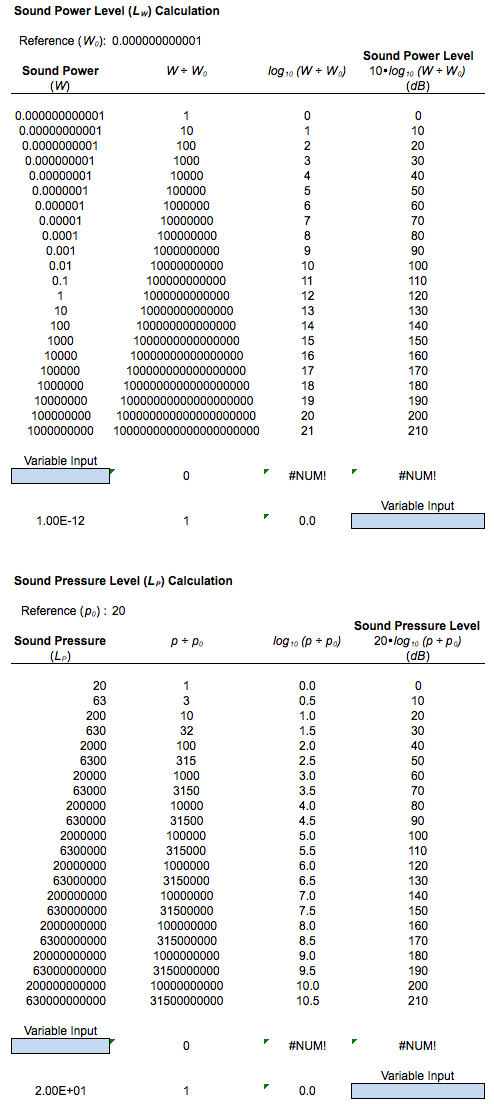 Sound Power Level (Lw) Calculation
Reference (W₀): 0.000000000001
Sound Power Level
Sound Power W ÷ W₀ log₁₀ (W ÷ W₀) 10•log₁₀ (W ÷ W₀)
(W) (dB)
0.000000000001 1 0 0
0.00000000001 10 1 10
0.0000000001 100 2 20
0.000000001 1000 3 30
0.00000001 10000 4 40
0.0000001 100000 5 50
0.000001 1000000 6 60
0.00001 10000000 7 70
0.0001 100000000 8 80
0.001 1000000000 9 90
0.01 10000000000 10 100
0.1 100000000000 11 110
1 1000000000000 12 120
10 10000000000000 13 130
100 100000000000000 14 140
1000 1000000000000000 15 150
10000 10000000000000000 16 160
100000 100000000000000000 17 170
1000000 1000000000000000000 18 180
10000000 10000000000000000000 19 190
100000000 100000000000000000000 20 200
1000000000 1000000000000000000000 21 210
Variable Input
0 #NUM! #NUM!
Variable Input
1.00E-12 1 0.0
Sound Pressure Level (Lp) Calculation
Reference (p₀) : 20
Sound Pressure Level
Sound Pressure p ÷ p₀ log₁₀ (p ÷ p₀) 20•log₁₀ (p ÷ p₀)
(Lp) (dB)
20 1 0.0 0
63 3 0.5 10
200 10 1.0 20
630 32 1.5 30
2000 100 2.0 40
6300 315 2.5 50
20000 1000 3.0 60
63000 3150 3.5 70
200000 10000 4.0 80
630000 31500 4.5 90
2000000 100000 5.0 100
6300000 315000 5.5 110
20000000 1000000 6.0 120
63000000 3150000 6.5 130
200000000 10000000 7.0 140
630000000 31500000 7.5 150
2000000000 100000000 8.0 160
6300000000 315000000 8.5 170
20000000000 1000000000 9.0 180
63000000000 3150000000 9.5 190
200000000000 10000000000 10.0 200
630000000000 31500000000 10.5 210
Variable Input
0 #NUM! #NUM!
Variable Input
2.00E+01 1 0.0